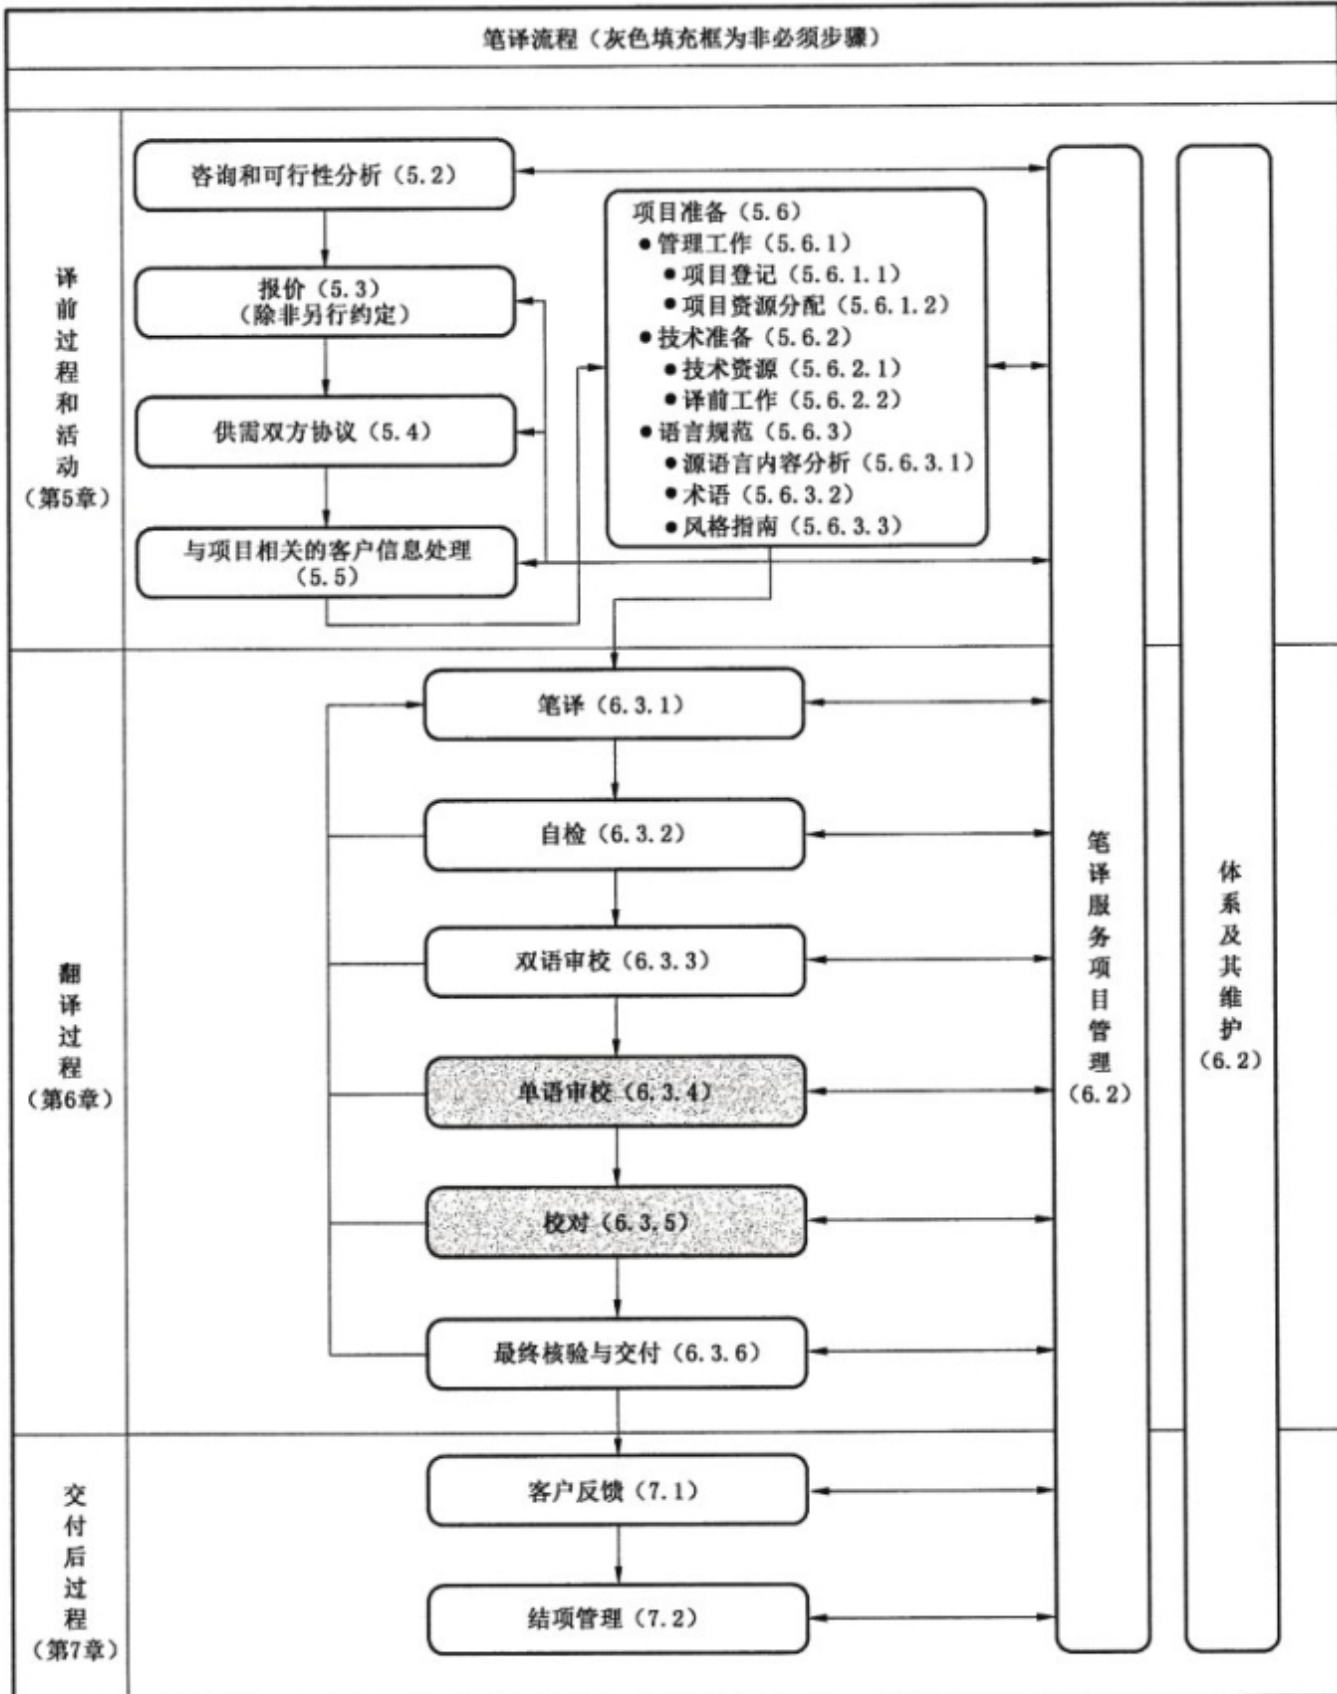 笔译流程（灰色填充框为非必须步骤）
译前过程和活动
（第5章）
咨询和可行性分析（5.2）
报价（5.3）
（除非另行约定）
供需双方协议（5.4）
与项目相关的客户信息处理
（5.5）
项目准备（5.6）
●管理工作（5.6.1）
●项目登记（5.6.1.1）
●项目资源分配（5.6.1.2）
●技术准备（5.6.2）
●技术资源（5.6.2.1）
●译前工作（5.6.2.2）
●语言规范（5.6.3）
●源语言内容分析（5.6.3.1）
●术语（5.6.3.2）
●风格指南（5.6.3.3）
翻译过程
（第6章）
笔译（6.3.1）
自检（6.3.2）
双语审校（6.3.3）
单语审校（6.3.4）
校对（6.3.5）
最终核验与交付（6.3.6）
交付后过程
（第7章）
客户反馈（7.1）
结项管理（7.2）
笔译服务项目管理
（6.2）
体系及其维护
（6.2）